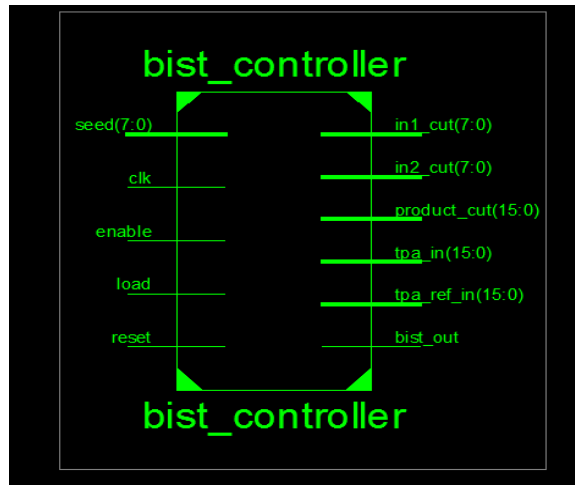 bist_controller
seed(7:0)
in1_cut(7:0)
clk
in2_cut(7:0)
product_cut(15:0)
enable
tpa_in(15:0)
load
tpa_ref_in(15:0)
reset
bist_out
bist_controller